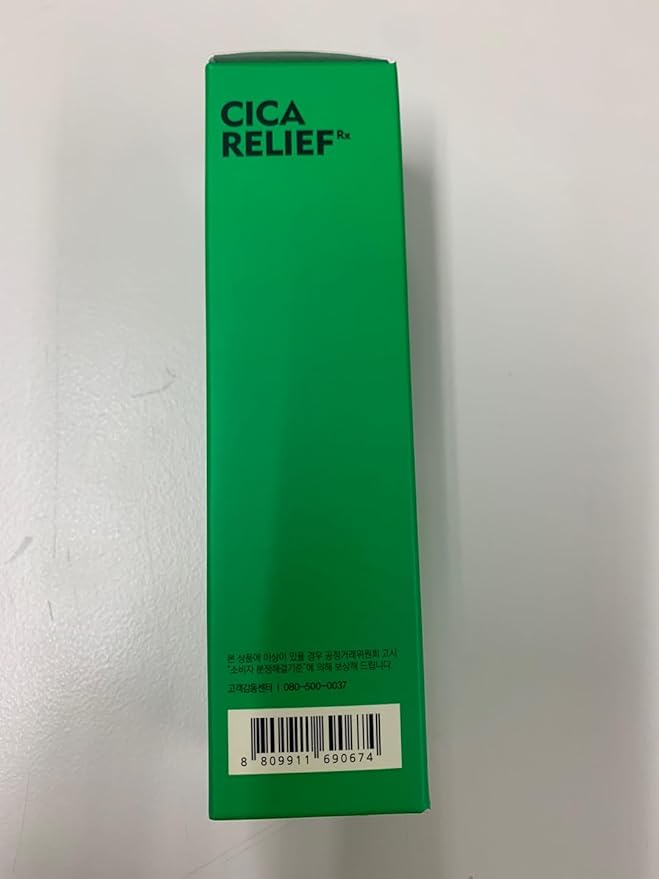 CICA
RELIEF Rx
본 상품에 이상이 있을 경우 공정거래위원회 고시
"소비자 분쟁해결기준"에 의해 보상해 드립니다.
고객감동센터 | 080-500-0037
8 809911 690674